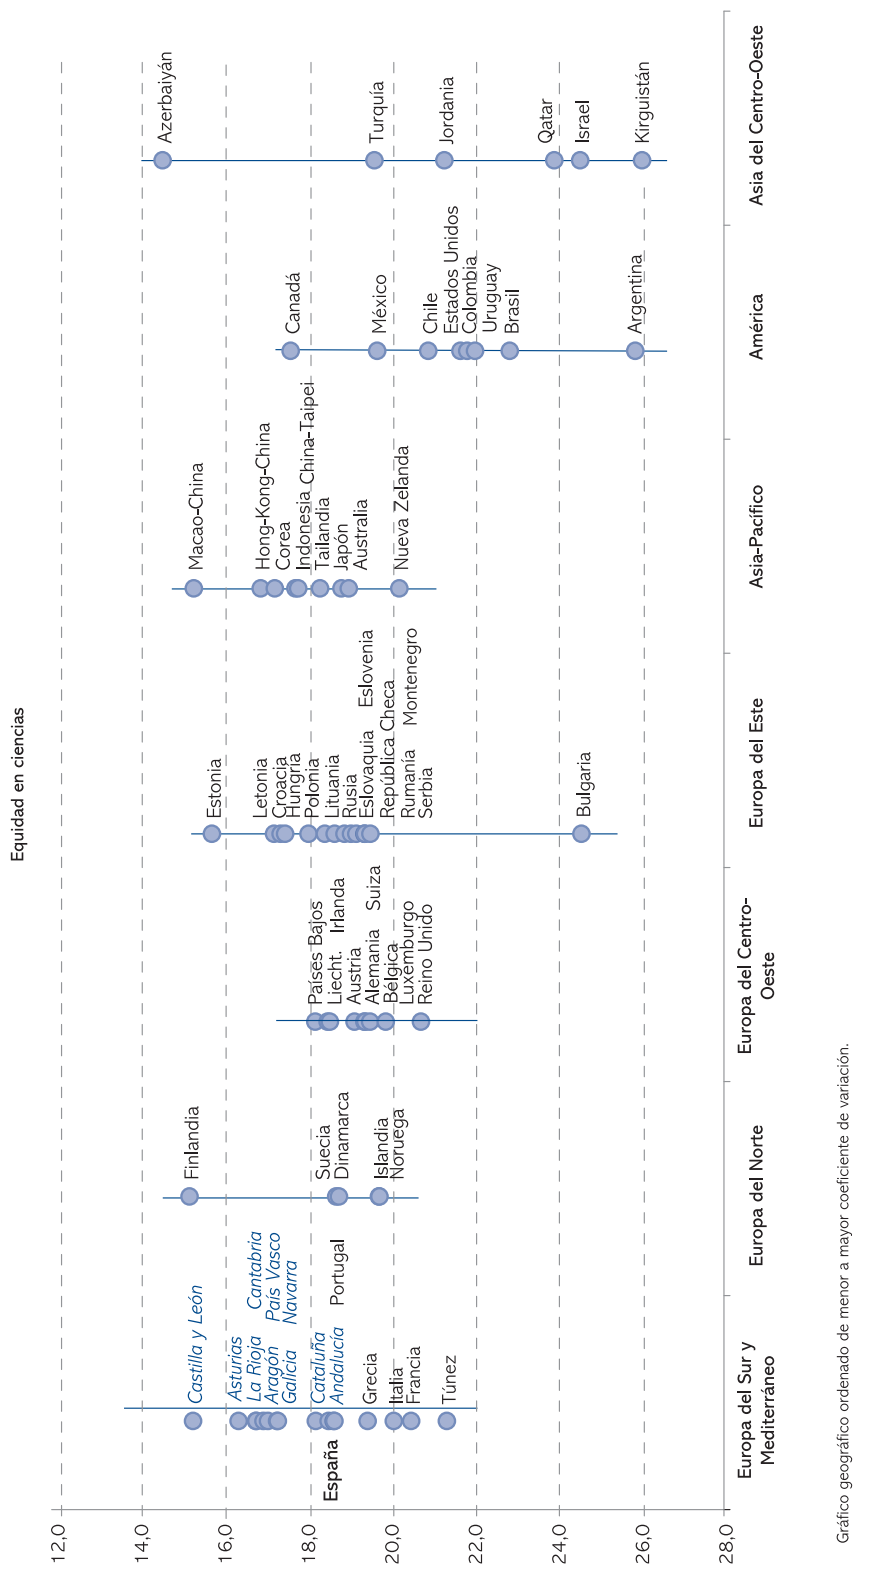 Equidad en ciencias
12,0
14,0
16,0
18,0
20,0
22,0
24,0
26,0
28,0
Castilla y León
Asturias
La Rioja Cantabria
Aragón País Vasco
Galicia Navarra
Cataluña
Andalucía Portugal
España
Grecia
Italia
Francia
Túnez
Europa del Sur y
Mediterráneo
Finlandia
Suecia
Dinamarca
Islandia
Noruega
Europa del Norte
Países Bajos
Liecht. Irlanda
Austria
Alemania Suiza
Bélgica
Luxemburgo
Reino Unido
Europa del Centro-
Oeste
Estonia
Letonia
Croacia
Hungría
Polonia
Lituania
Rusia
Eslovaquia Eslovenia
República Checa
Rumanía Montenegro
Serbia
Bulgaria
Europa del Este
Macao-China
Hong-Kong-China
Corea
Indonesia China-Taipei
Tailandia
Japón
Australia
Nueva Zelanda
Asia-Pacífico
Canadá
México
Chile
Estados Unidos
Colombia
Uruguay
Brasil
Argentina
América
Azerbaiyán
Turquía
Jordania
Qatar
Israel
Kirguistán
Asia del Centro-Oeste
Gráfico geográfico ordenado de menor a mayor coeficiente de variación.